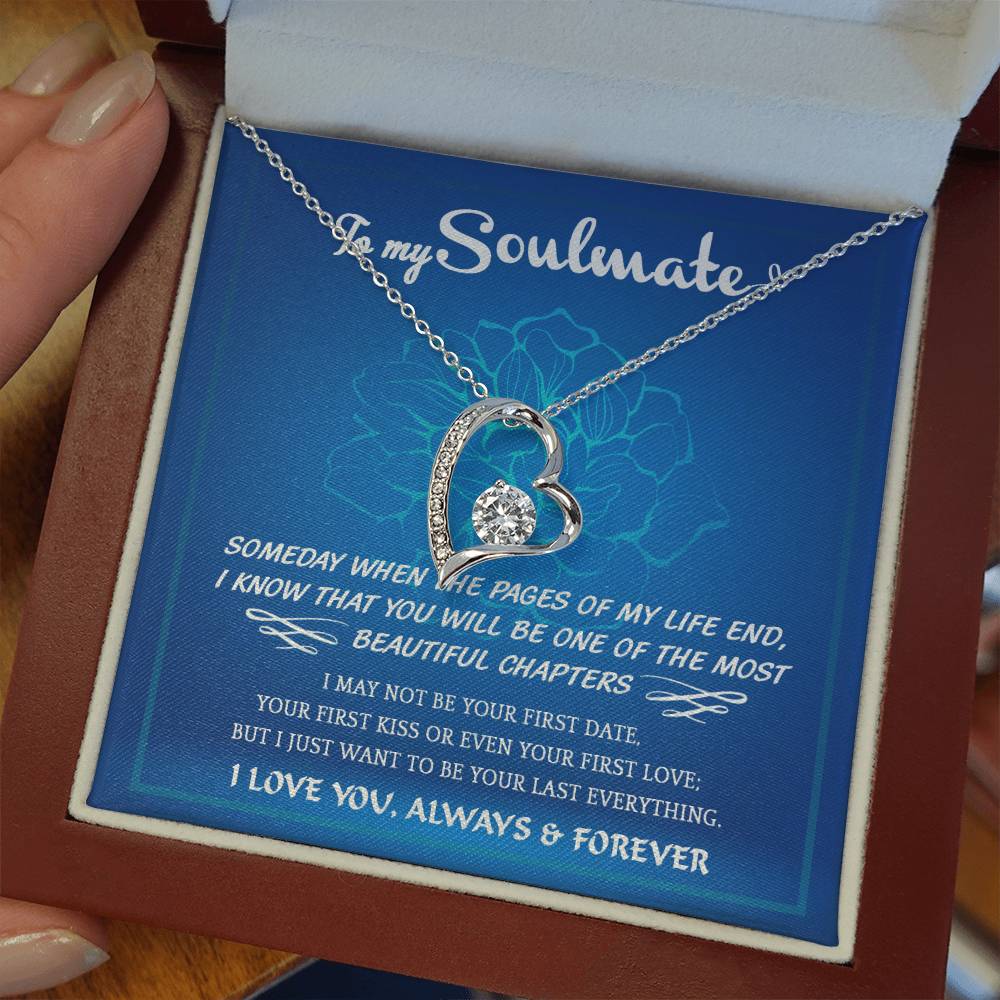 To my Soulmate
SOMEDAY WHEN THE PAGES OF MY LIFE END,
I KNOW THAT YOU WILL BE ONE OF THE MOST
BEAUTIFUL CHAPTERS
I MAY NOT BE YOUR FIRST DATE,
YOUR FIRST KISS OR EVEN YOUR FIRST LOVE;
BUT I JUST WANT TO BE YOUR LAST EVERYTHING.
I LOVE YOU, ALWAYS & FOREVER